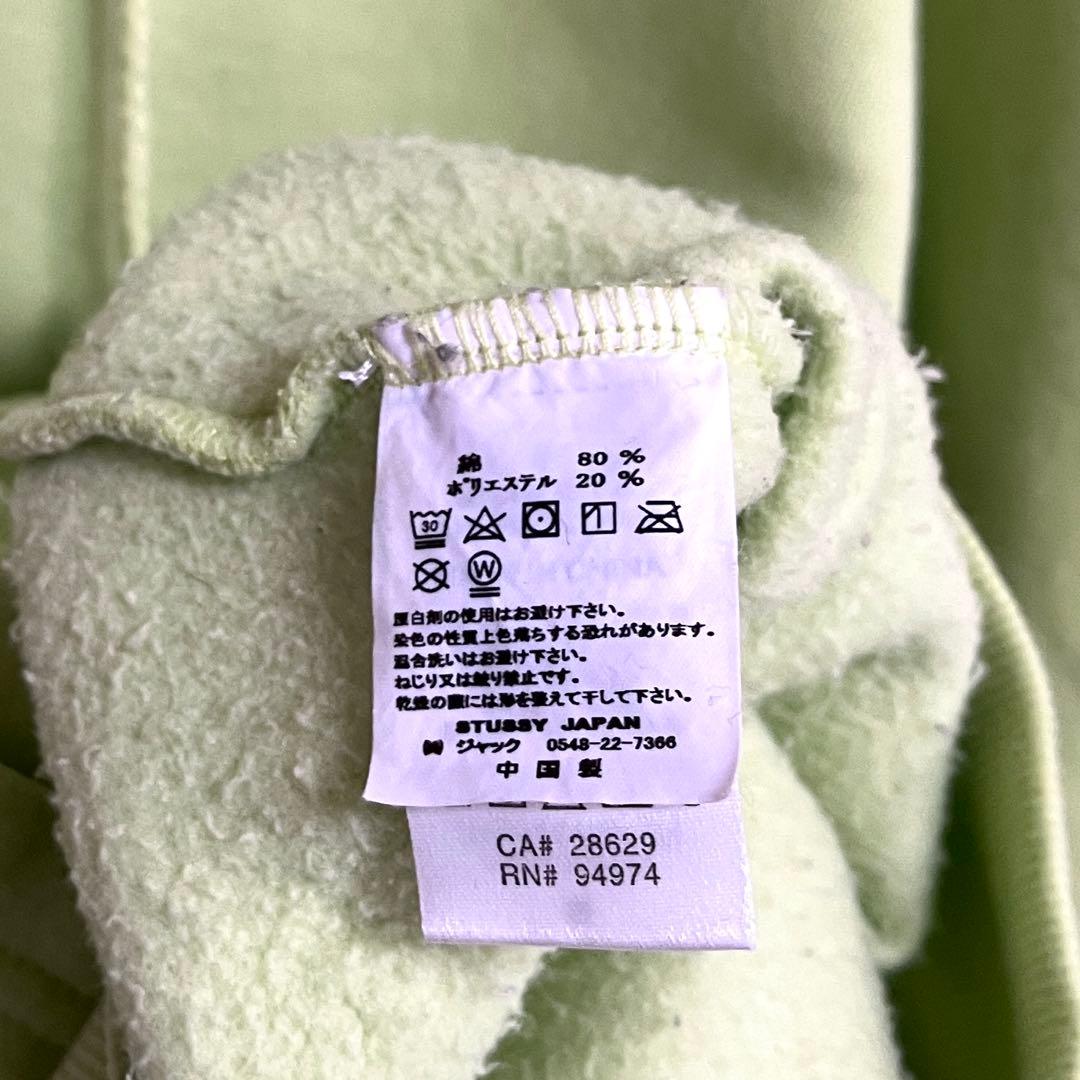 綿 80 %
ポリエステル 20 %
30
W
漂白剤の使用はお避け下さい。
染色の性質上色落ちする恐れがあります。
混合洗いはお避け下さい。
ねじり又は絞り禁止です。
乾燥の際には形を整えて干して下さい。
STUSSY JAPAN
㈲ ジャック 0548-22-7366
中国製
CA# 28629
RN# 94974